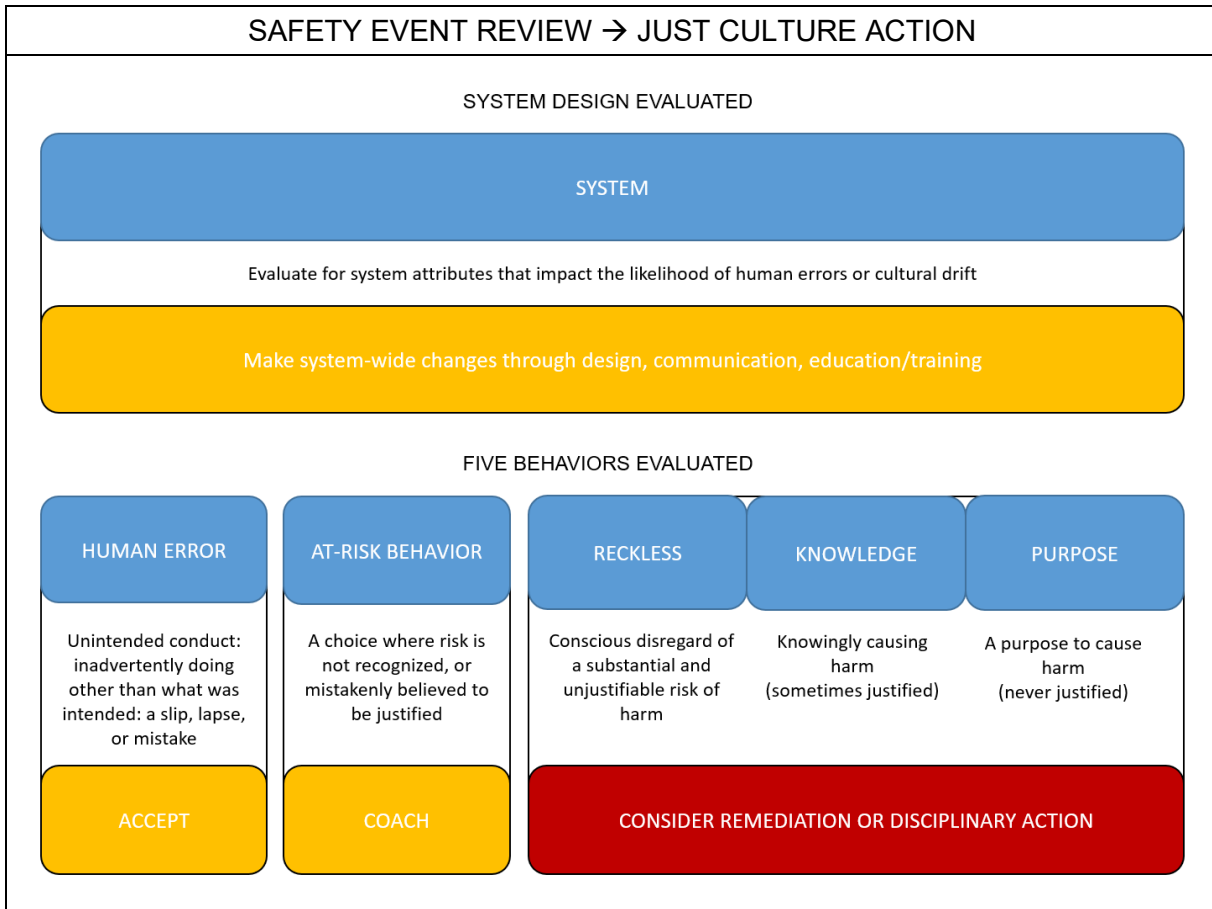 SAFETY EVENT REVIEW → JUST CULTURE ACTION
SYSTEM DESIGN EVALUATED
SYSTEM
Evaluate for system attributes that impact the likelihood of human errors or cultural drift
Make system-wide changes through design, communication, education/training
FIVE BEHAVIORS EVALUATED
HUMAN ERROR
Unintended conduct:
inadvertently doing
other than what was
intended: a slip, lapse,
or mistake
ACCEPT
AT-RISK BEHAVIOR
A choice where risk is
not recognized, or
mistakenly believed to
be justified
COACH
RECKLESS
Conscious disregard of
a substantial and
unjustifiable risk of
harm
KNOWLEDGE
Knowingly causing
harm
(sometimes justified)
PURPOSE
A purpose to cause
harm
(never justified)
CONSIDER REMEDIATION OR DISCIPLINARY ACTION